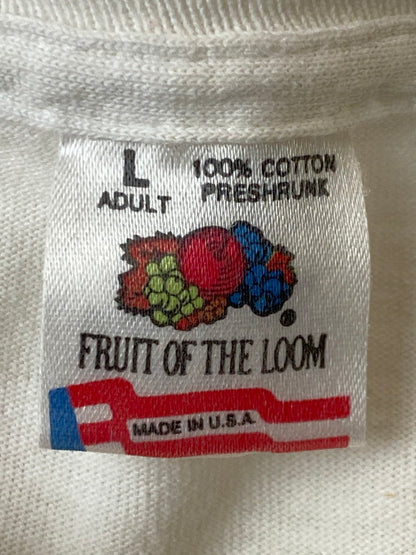 L 100% COTTON
ADULT PRESHRUNK
®
FRUIT OF THE LOOM
MADE IN U.S.A.